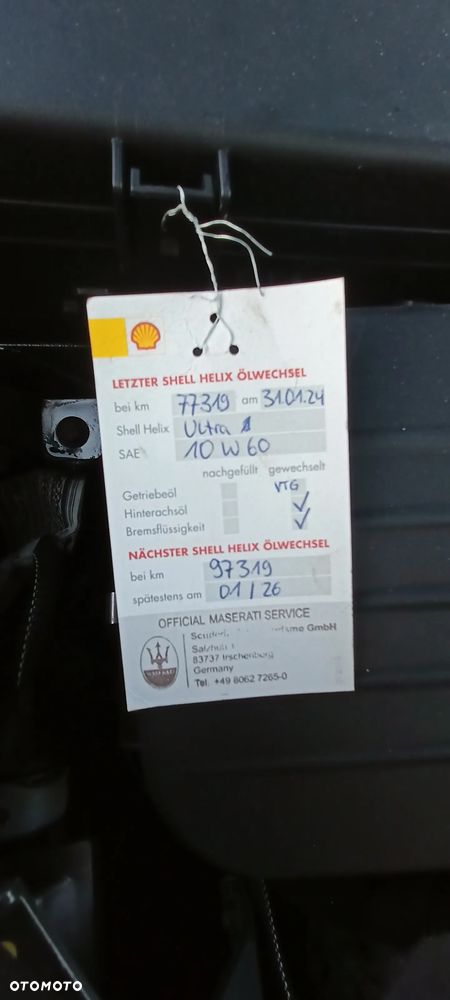 LETZTER SHELL HELIX ÖLWECHSEL
bei km 77319 am 31.01.24
Shell Helix Ultra
SAE 10 W 60
nachgefüllt gewechselt
Getriebeöl VTG
Hinterachsöl ✓
Bremsflüssigkeit ✓
NÄCHSTER SHELL HELIX ÖLWECHSEL
bei km 97319
spätestens am 01/26
OFFICIAL MASERATI SERVICE
GmbH
83737 Irschenberg
Germany
Tel. +49 8062 7265-0
MASERATI
OTOMOTO